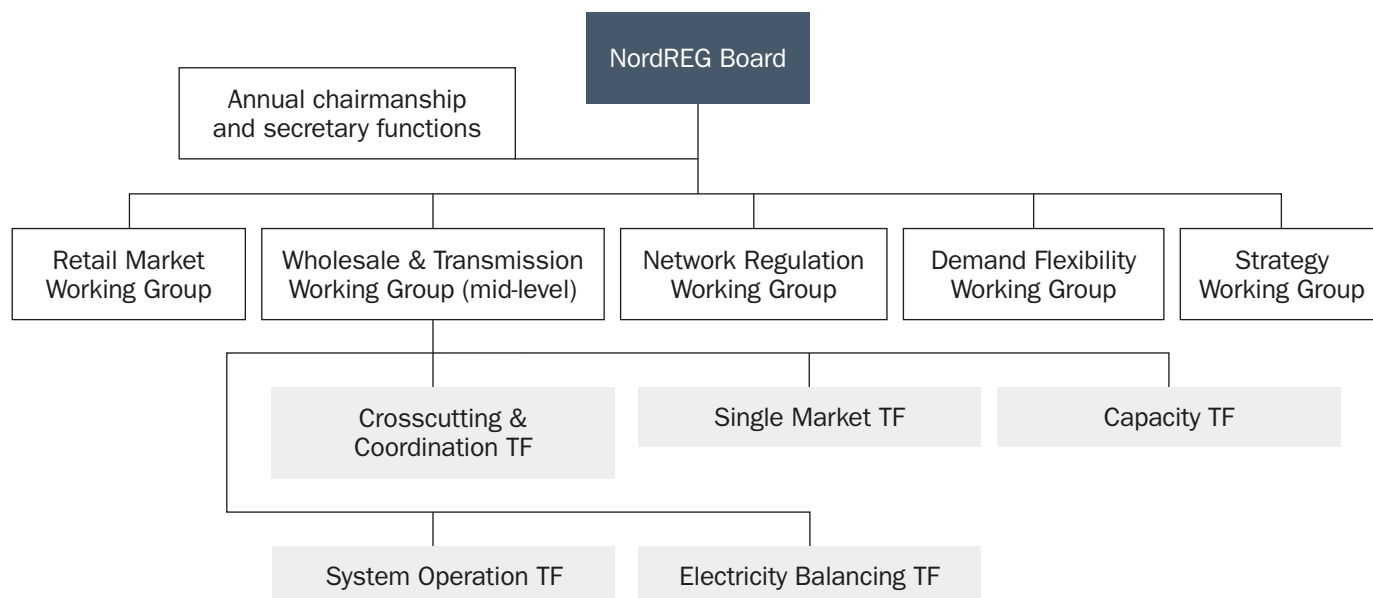 NordREG Board
Annual chairmanship
and secretary functions
Retail Market
Working Group
Wholesale & Transmission
Working Group (mid-level)
Network Regulation
Working Group
Demand Flexibility
Working Group
Strategy
Working Group
Crosscutting &
Coordination TF
Single Market TF
Capacity TF
System Operation TF
Electricity Balancing TF